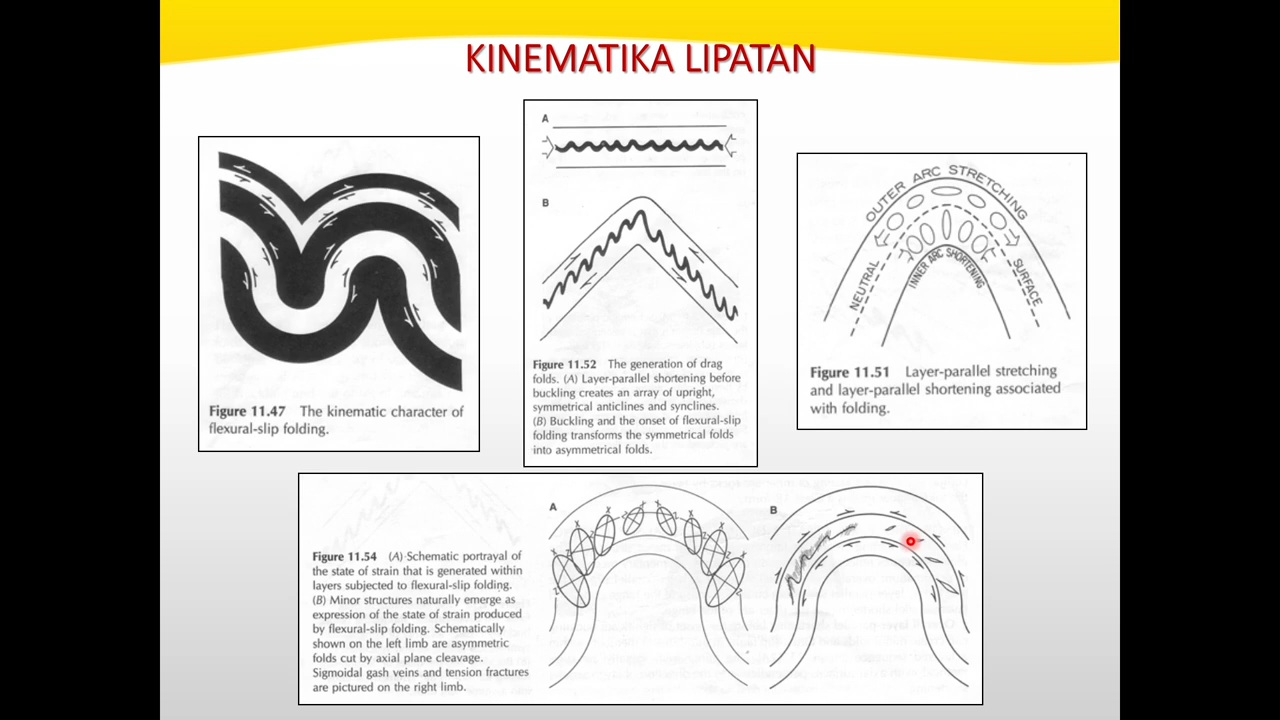 KINEMATIKA LIPATAN
Figure 11.47 The kinematic character of
flexural-slip folding.
A
B
Figure 11.52 The generation of drag
folds. (A) Layer-parallel shortening before
buckling creates an array of upright,
symmetrical anticlines and synclines.
(B) Buckling and the onset of flexural-slip
folding transforms the symmetrical folds
into asymmetrical folds.
OUTER ARC STRETCHING
NEUTRAL SURFACE
INNER ARC SHORTENING
Figure 11.51 Layer-parallel stretching
and layer-parallel shortening associated
with folding.
Figure 11.54 (A) Schematic portrayal of
the state of strain that is generated within
layers subjected to flexural-slip folding.
(B) Minor structures naturally emerge as
expression of the state of strain produced
by flexural-slip folding. Schematically
shown on the left limb are asymmetric
folds cut by axial plane cleavage.
Sigmoidal gash veins and tension fractures
are pictured on the right limb.
A
B